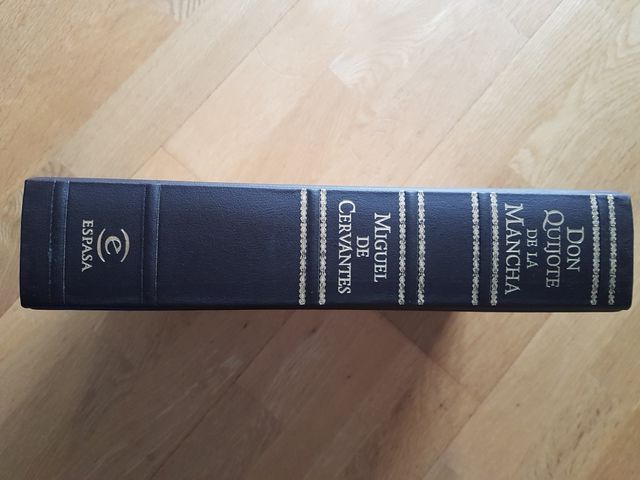 DON
QUIJOTE
DE LA
MANCHA
MIGUEL
DE
CERVANTES
e
ESPASA